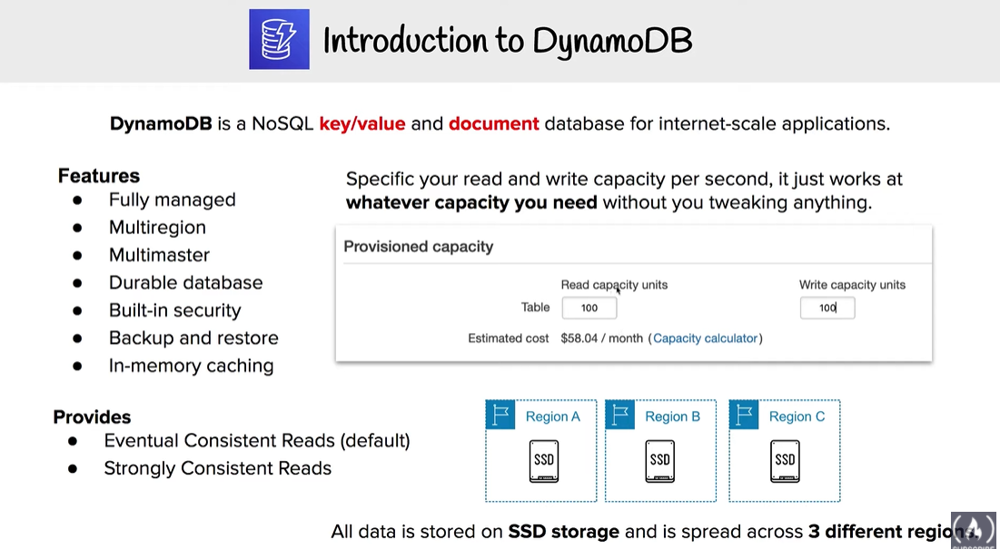 Introduction to DynamoDB
DynamoDB is a NoSQL key/value and document database for internet-scale applications.
Features
● Fully managed
● Multiregion
● Multimaster
● Durable database
● Built-in security
● Backup and restore
● In-memory caching
Provides
● Eventual Consistent Reads (default)
● Strongly Consistent Reads
Specific your read and write capacity per second, it just works at
whatever capacity you need without you tweaking anything.
Provisioned capacity
Read capacity units Write capacity units
Table 100 100
Estimated cost $58.04 / month (Capacity calculator)
Region A Region B Region C
SSD SSD SSD
All data is stored on SSD storage and is spread across 3 different regions.